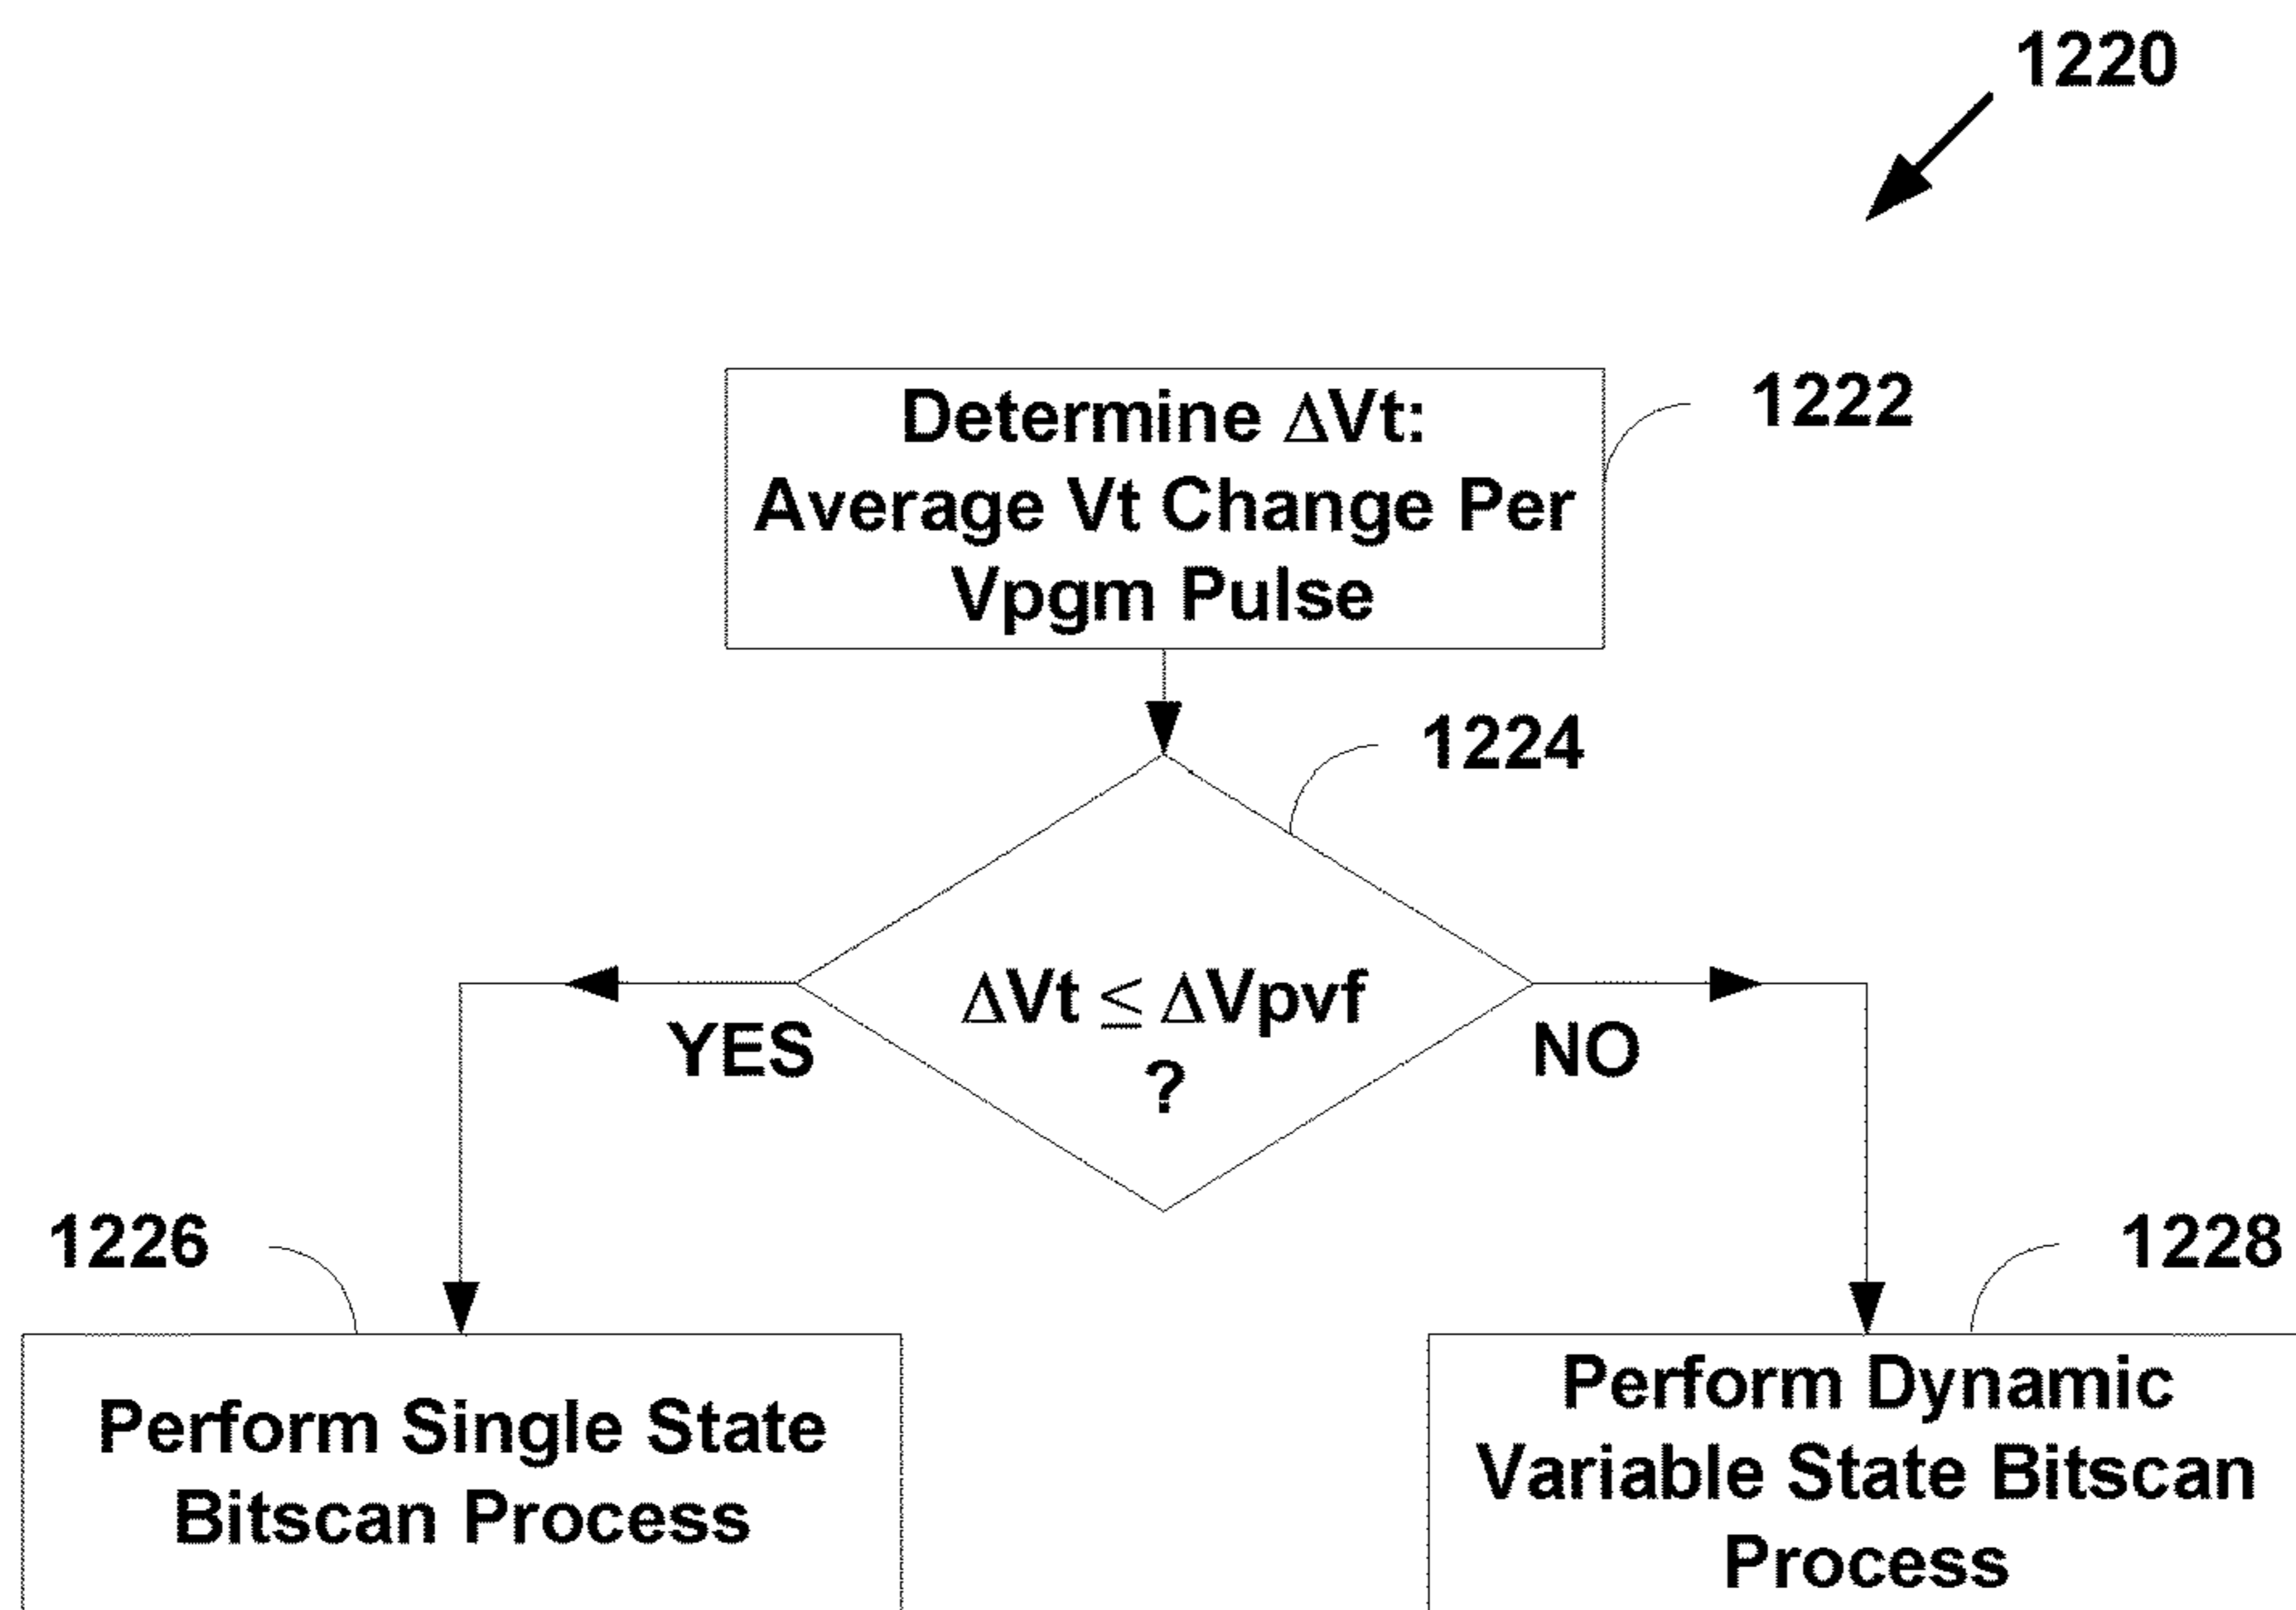 1220
Determine ΔVt:
Average Vt Change Per
Vpgm Pulse
1222
1224
ΔVt ≤ ΔVpvf
?
YES
NO
1226
1228
Perform Single State
Bitscan Process
Perform Dynamic
Variable State Bitscan
Process